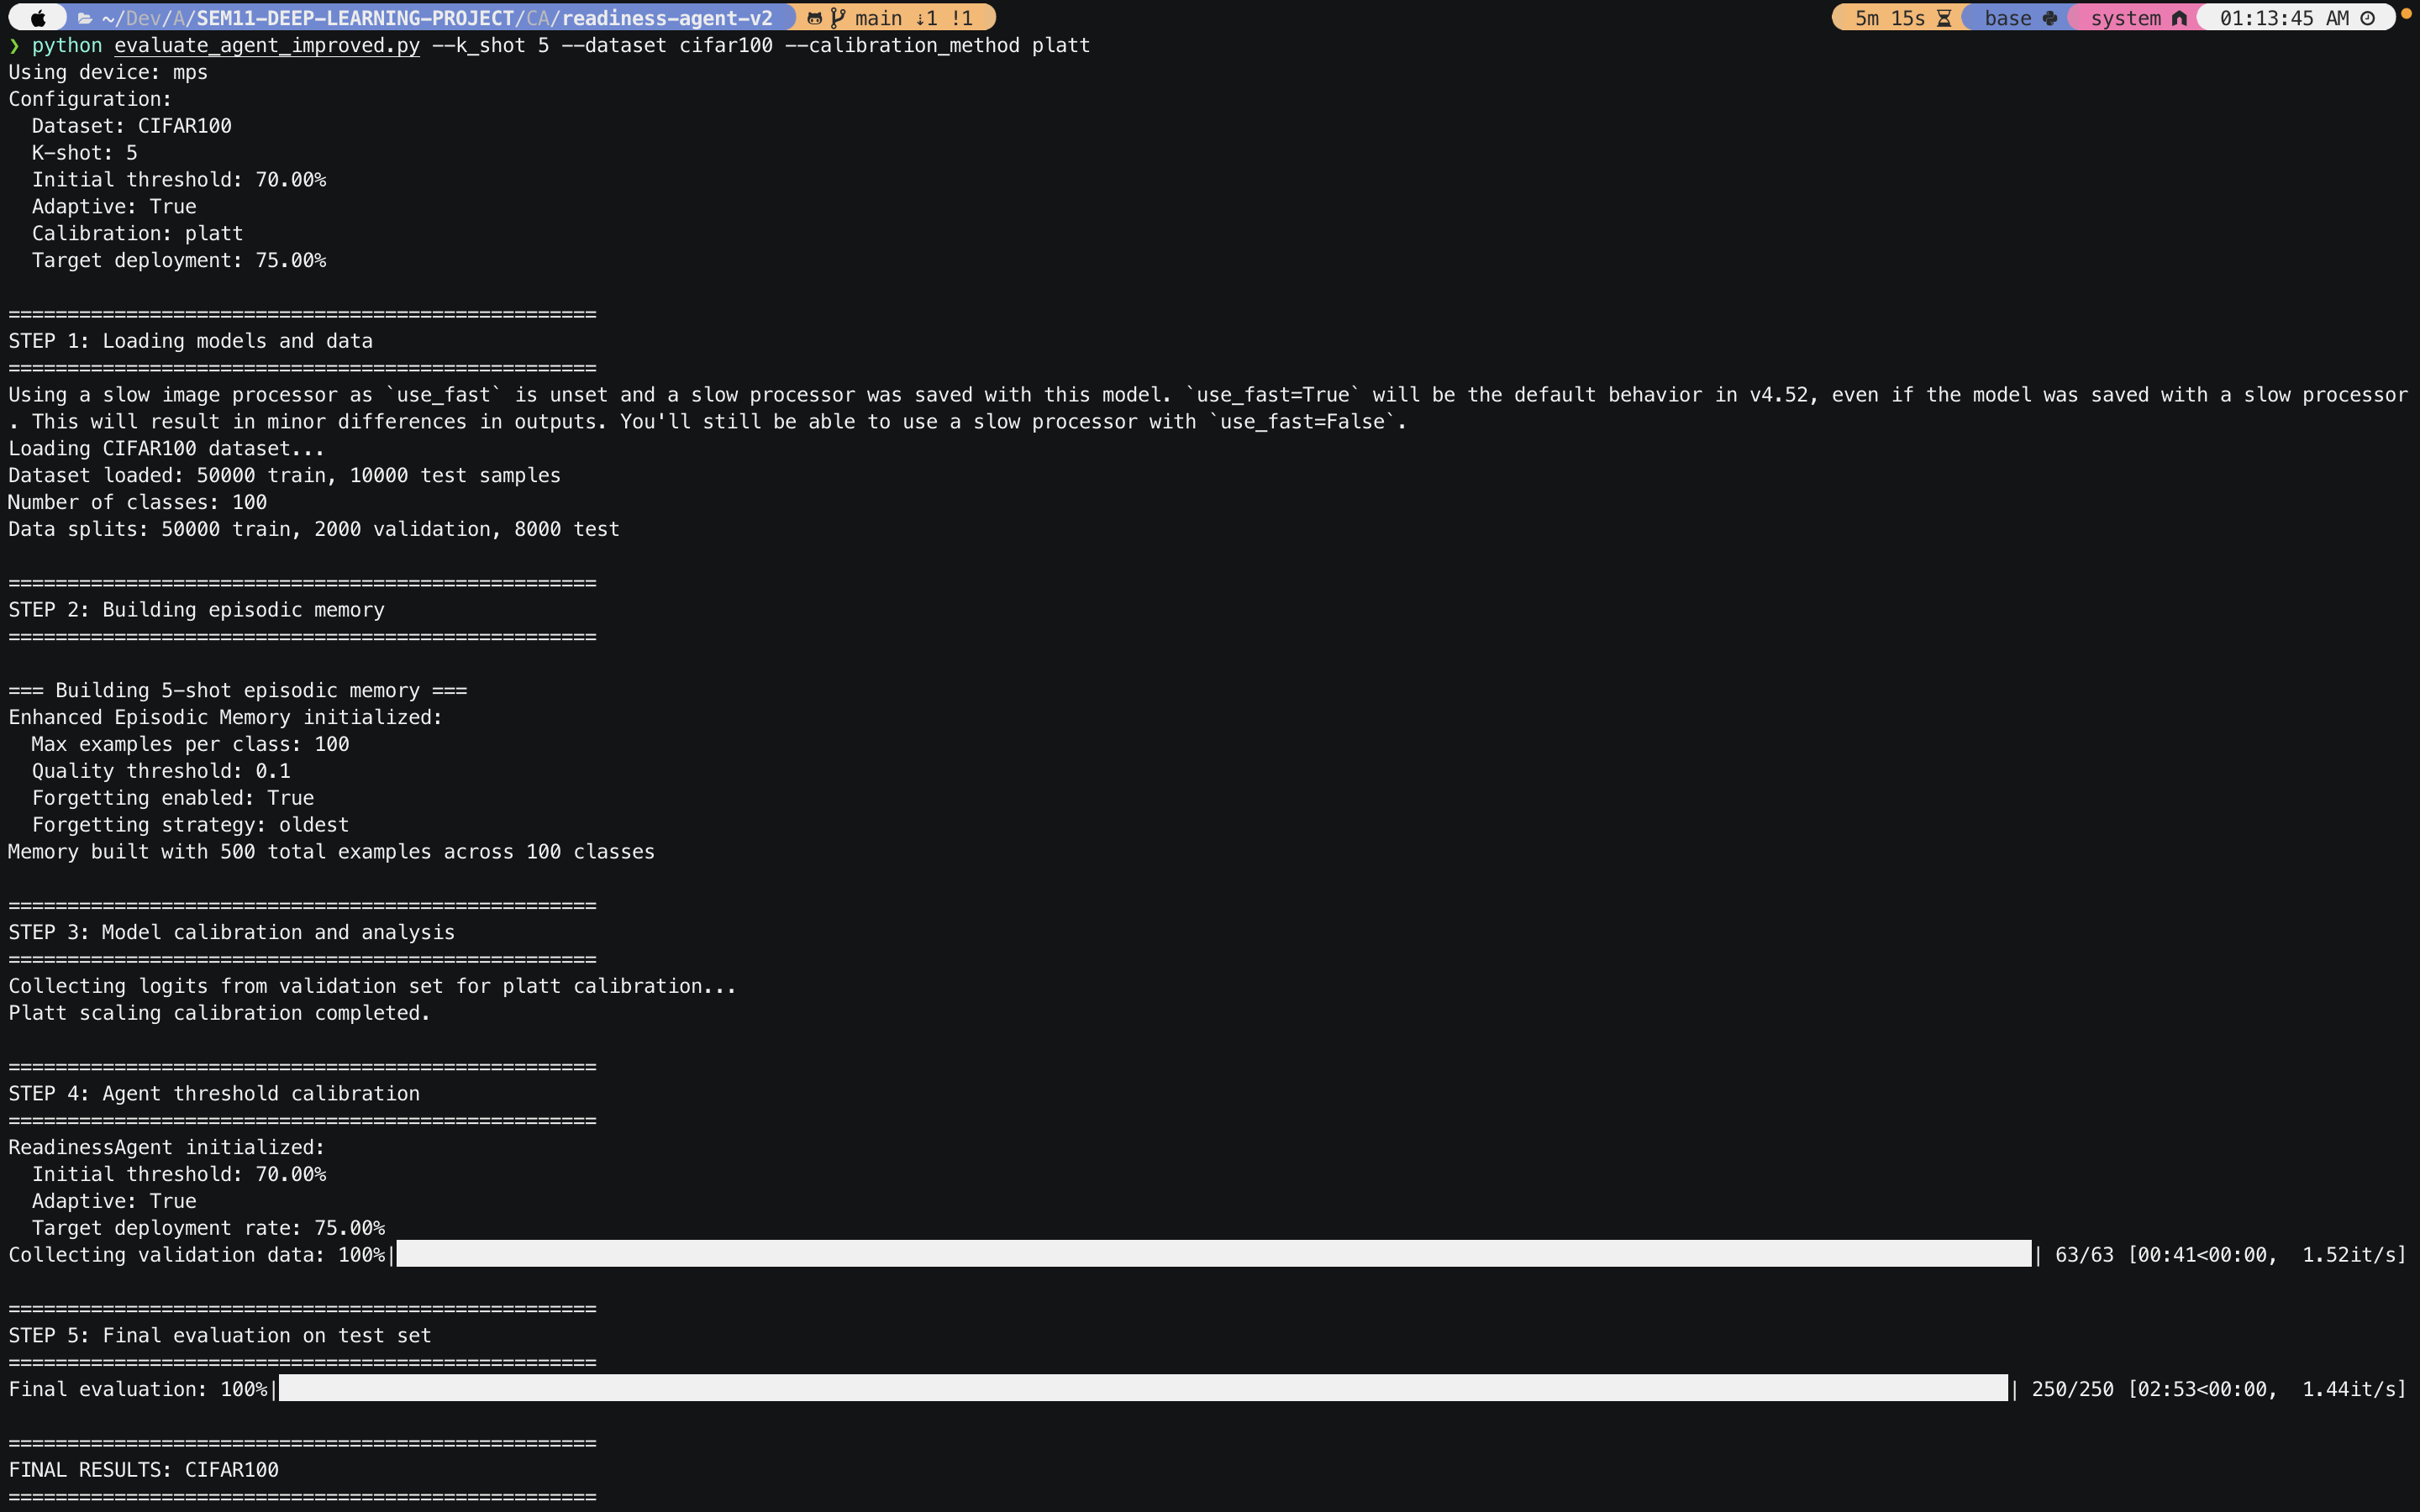 ~/Dev/A/SEM11-DEEP-LEARNING-PROJECT/CA/readiness-agent-v2 main ⇣1 !1 5m 15s base system 01:13:45 AM
❯ python evaluate_agent_improved.py --k_shot 5 --dataset cifar100 --calibration_method platt
Using device: mps
Configuration:
  Dataset: CIFAR100
  K-shot: 5
  Initial threshold: 70.00%
  Adaptive: True
  Calibration: platt
  Target deployment: 75.00%

==================================================
STEP 1: Loading models and data
==================================================
Using a slow image processor as `use_fast` is unset and a slow processor was saved with this model. `use_fast=True` will be the default behavior in v4.52, even if the model was saved with a slow processor
. This will result in minor differences in outputs. You'll still be able to use a slow processor with `use_fast=False`.
Loading CIFAR100 dataset...
Dataset loaded: 50000 train, 10000 test samples
Number of classes: 100
Data splits: 50000 train, 2000 validation, 8000 test

==================================================
STEP 2: Building episodic memory
==================================================

=== Building 5-shot episodic memory ===
Enhanced Episodic Memory initialized:
  Max examples per class: 100
  Quality threshold: 0.1
  Forgetting enabled: True
  Forgetting strategy: oldest
Memory built with 500 total examples across 100 classes

==================================================
STEP 3: Model calibration and analysis
==================================================
Collecting logits from validation set for platt calibration...
Platt scaling calibration completed.

==================================================
STEP 4: Agent threshold calibration
==================================================
ReadinessAgent initialized:
  Initial threshold: 70.00%
  Adaptive: True
  Target deployment rate: 75.00%
Collecting validation data: 100%| | 63/63 [00:41<00:00,  1.52it/s]

==================================================
STEP 5: Final evaluation on test set
==================================================
Final evaluation: 100%| | 250/250 [02:53<00:00,  1.44it/s]

==================================================
FINAL RESULTS: CIFAR100
==================================================